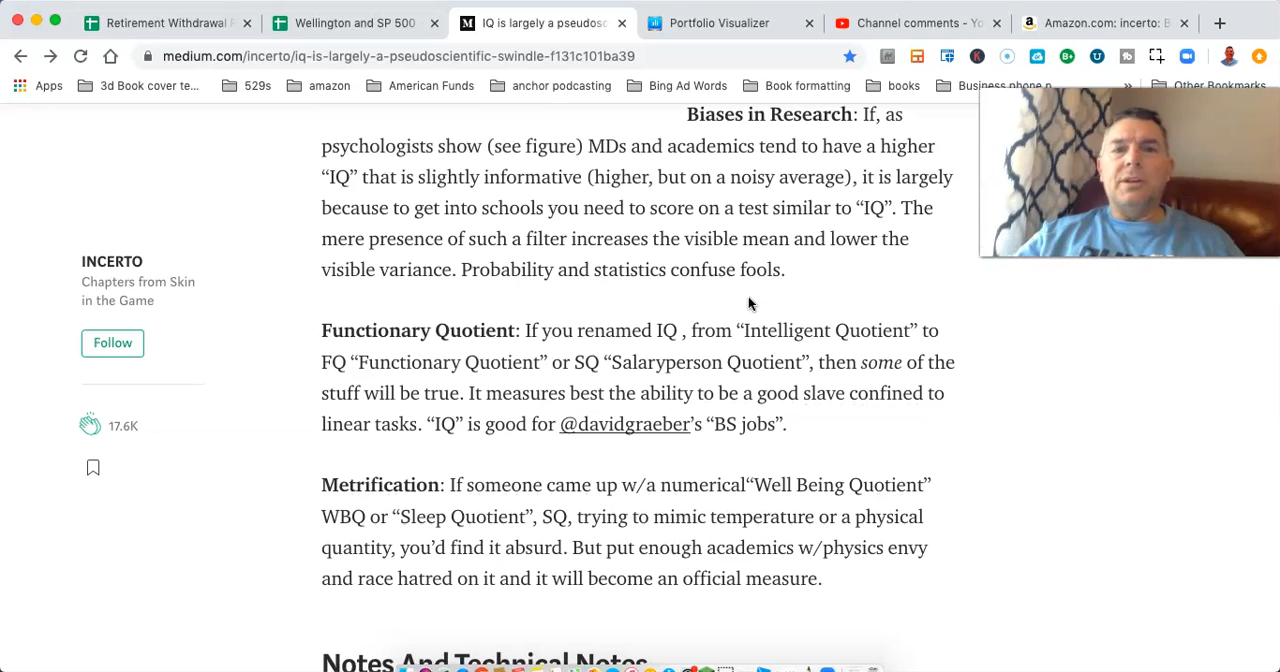 Retirement Withdrawal
Wellington and SP 500
IQ is largely a pseudosc
Portfolio Visualizer
Channel comments - Yo
Amazon.com: incerto: B
medium.com/incerto/iq-is-largely-a-pseudoscientific-swindle-f131c101ba39
Apps
3d Book cover te...
529s
amazon
American Funds
anchor podcasting
Bing Ad Words
Book formatting
books
Business phone
»
Other Bookmarks
Biases in Research: If, as
psychologists show (see figure) MDs and academics tend to have a higher
“IQ” that is slightly informative (higher, but on a noisy average), it is largely
because to get into schools you need to score on a test similar to “IQ”. The
mere presence of such a filter increases the visible mean and lower the
visible variance. Probability and statistics confuse fools.
INCERTO
Chapters from Skin
in the Game
Follow
17.6K
Functionary Quotient: If you renamed IQ , from “Intelligent Quotient” to
FQ “Functionary Quotient” or SQ “Salaryperson Quotient”, then some of the
stuff will be true. It measures best the ability to be a good slave confined to
linear tasks. “IQ” is good for @davidgraeber’s “BS jobs”.
Metrification: If someone came up w/a numerical“Well Being Quotient”
WBQ or “Sleep Quotient”, SQ, trying to mimic temperature or a physical
quantity, you’d find it absurd. But put enough academics w/physics envy
and race hatred on it and it will become an official measure.
Notes And Technical Notes